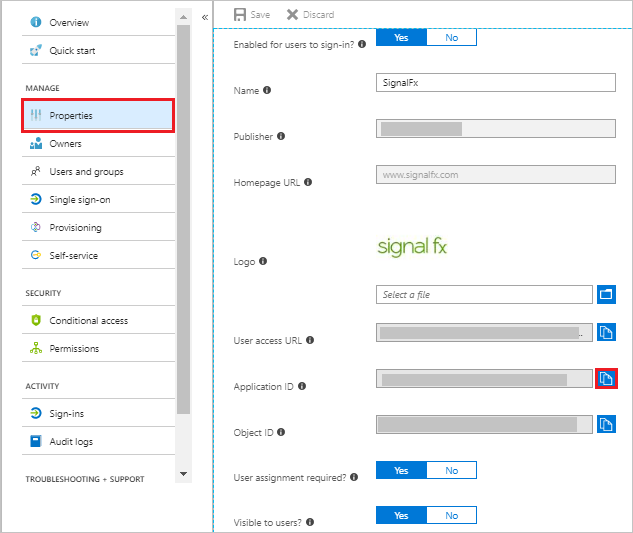 Overview
Quick start
MANAGE
Properties
Owners
Users and groups
Single sign-on
Provisioning
Self-service
SECURITY
Conditional access
Permissions
ACTIVITY
Sign-ins
Audit logs
TROUBLESHOOTING + SUPPORT
«
Save Discard
Enabled for users to sign-in? Yes No
Name SignalFx
Publisher
Homepage URL www.signalfx.com
signal fx
Logo
Select a file
User access URL ..
Application ID
Object ID
User assignment required? Yes No
Visible to users? Yes No